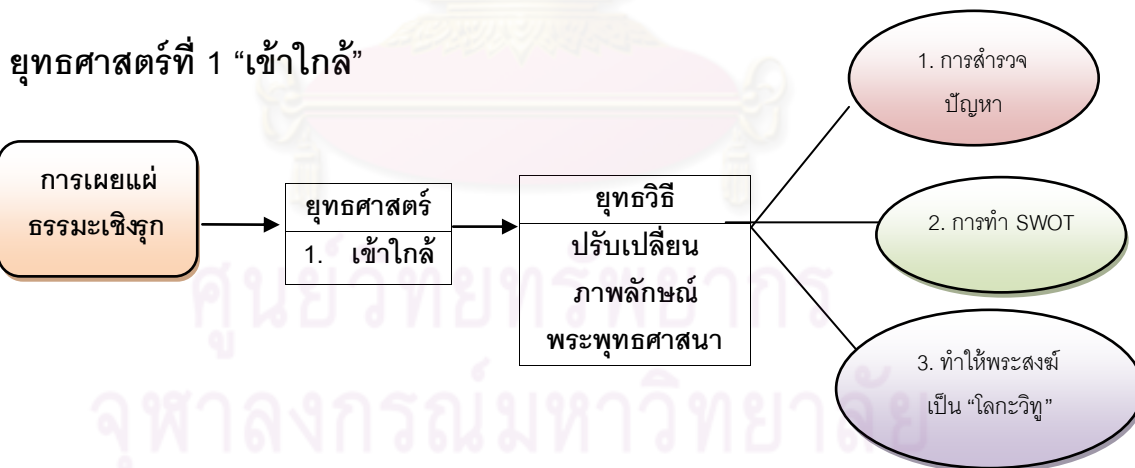 ยุทธศาสตร์ที่ 1 “เข้าใกล้”
การเผยแผ่
ธรรมะเชิงรุก
ยุทธศาสตร์
1. เข้าใกล้
ยุทธวิธี
ปรับเปลี่ยน
ภาพลักษณ์
พระพุทธศาสนา
1. การสำรวจ
ปัญหา
2. การทำ SWOT
3. ทำให้พระสงฆ์
เป็น “โลกะวิทู”
ศูนย์วิทยทรัพยากร
จุฬาลงกรณ์มหาวิทยาลัย